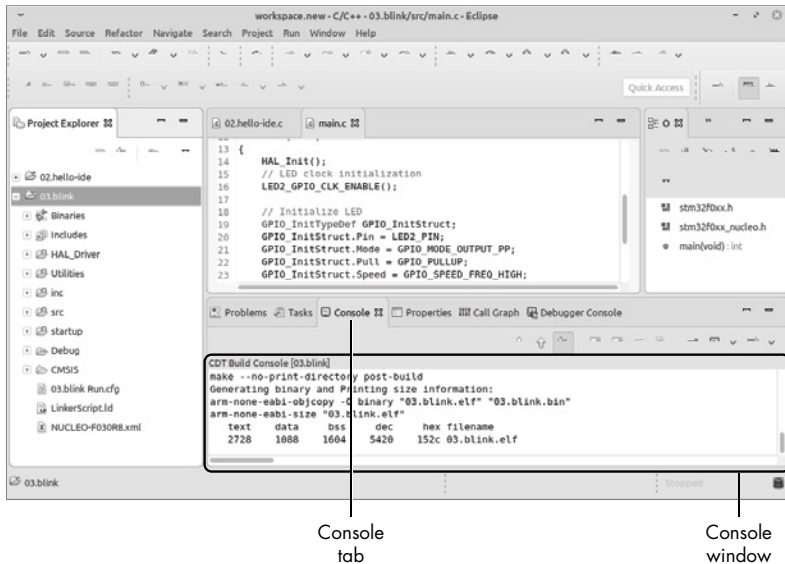 workspace.new - C/C++ - 03.blink/src/main.c - Eclipse
File Edit Source Refactor Navigate Search Project Run Window Help
Quick Access
Project Explorer
02.hello-ide
03.blink
Binaries
Includes
HAL_Driver
Utilities
inc
src
startup
Debug
CMSIS
03.blink Run.cfg
LinkerScript.ld
NUCLEO-F030R8.xml
02.hello-ide.c main.c
13 {
14 HAL_Init();
15 // LED clock initialization
16 LED2_GPIO_CLK_ENABLE();
17
18 // Initialize LED
19 GPIO_InitTypeDef GPIO_InitStruct;
20 GPIO_InitStruct.Pin = LED2_PIN;
21 GPIO_InitStruct.Mode = GPIO_MODE_OUTPUT_PP;
22 GPIO_InitStruct.Pull = GPIO_PULLUP;
23 GPIO_InitStruct.Speed = GPIO_SPEED_FREQ_HIGH;
O
stm32f0xx.h
stm32f0xx_nucleo.h
main(void) : int
Problems Tasks Console Properties Call Graph Debugger Console
CDT Build Console [03.blink]
make --no-print-directory post-build
Generating binary and Printing size information:
arm-none-eabi-objcopy -O binary "03.blink.elf" "03.blink.bin"
arm-none-eabi-size "03.blink.elf"
text data bss dec hex filename
2728 1088 1604 5420 152c 03.blink.elf
03.blink
Stopped
Console
tab
Console
window